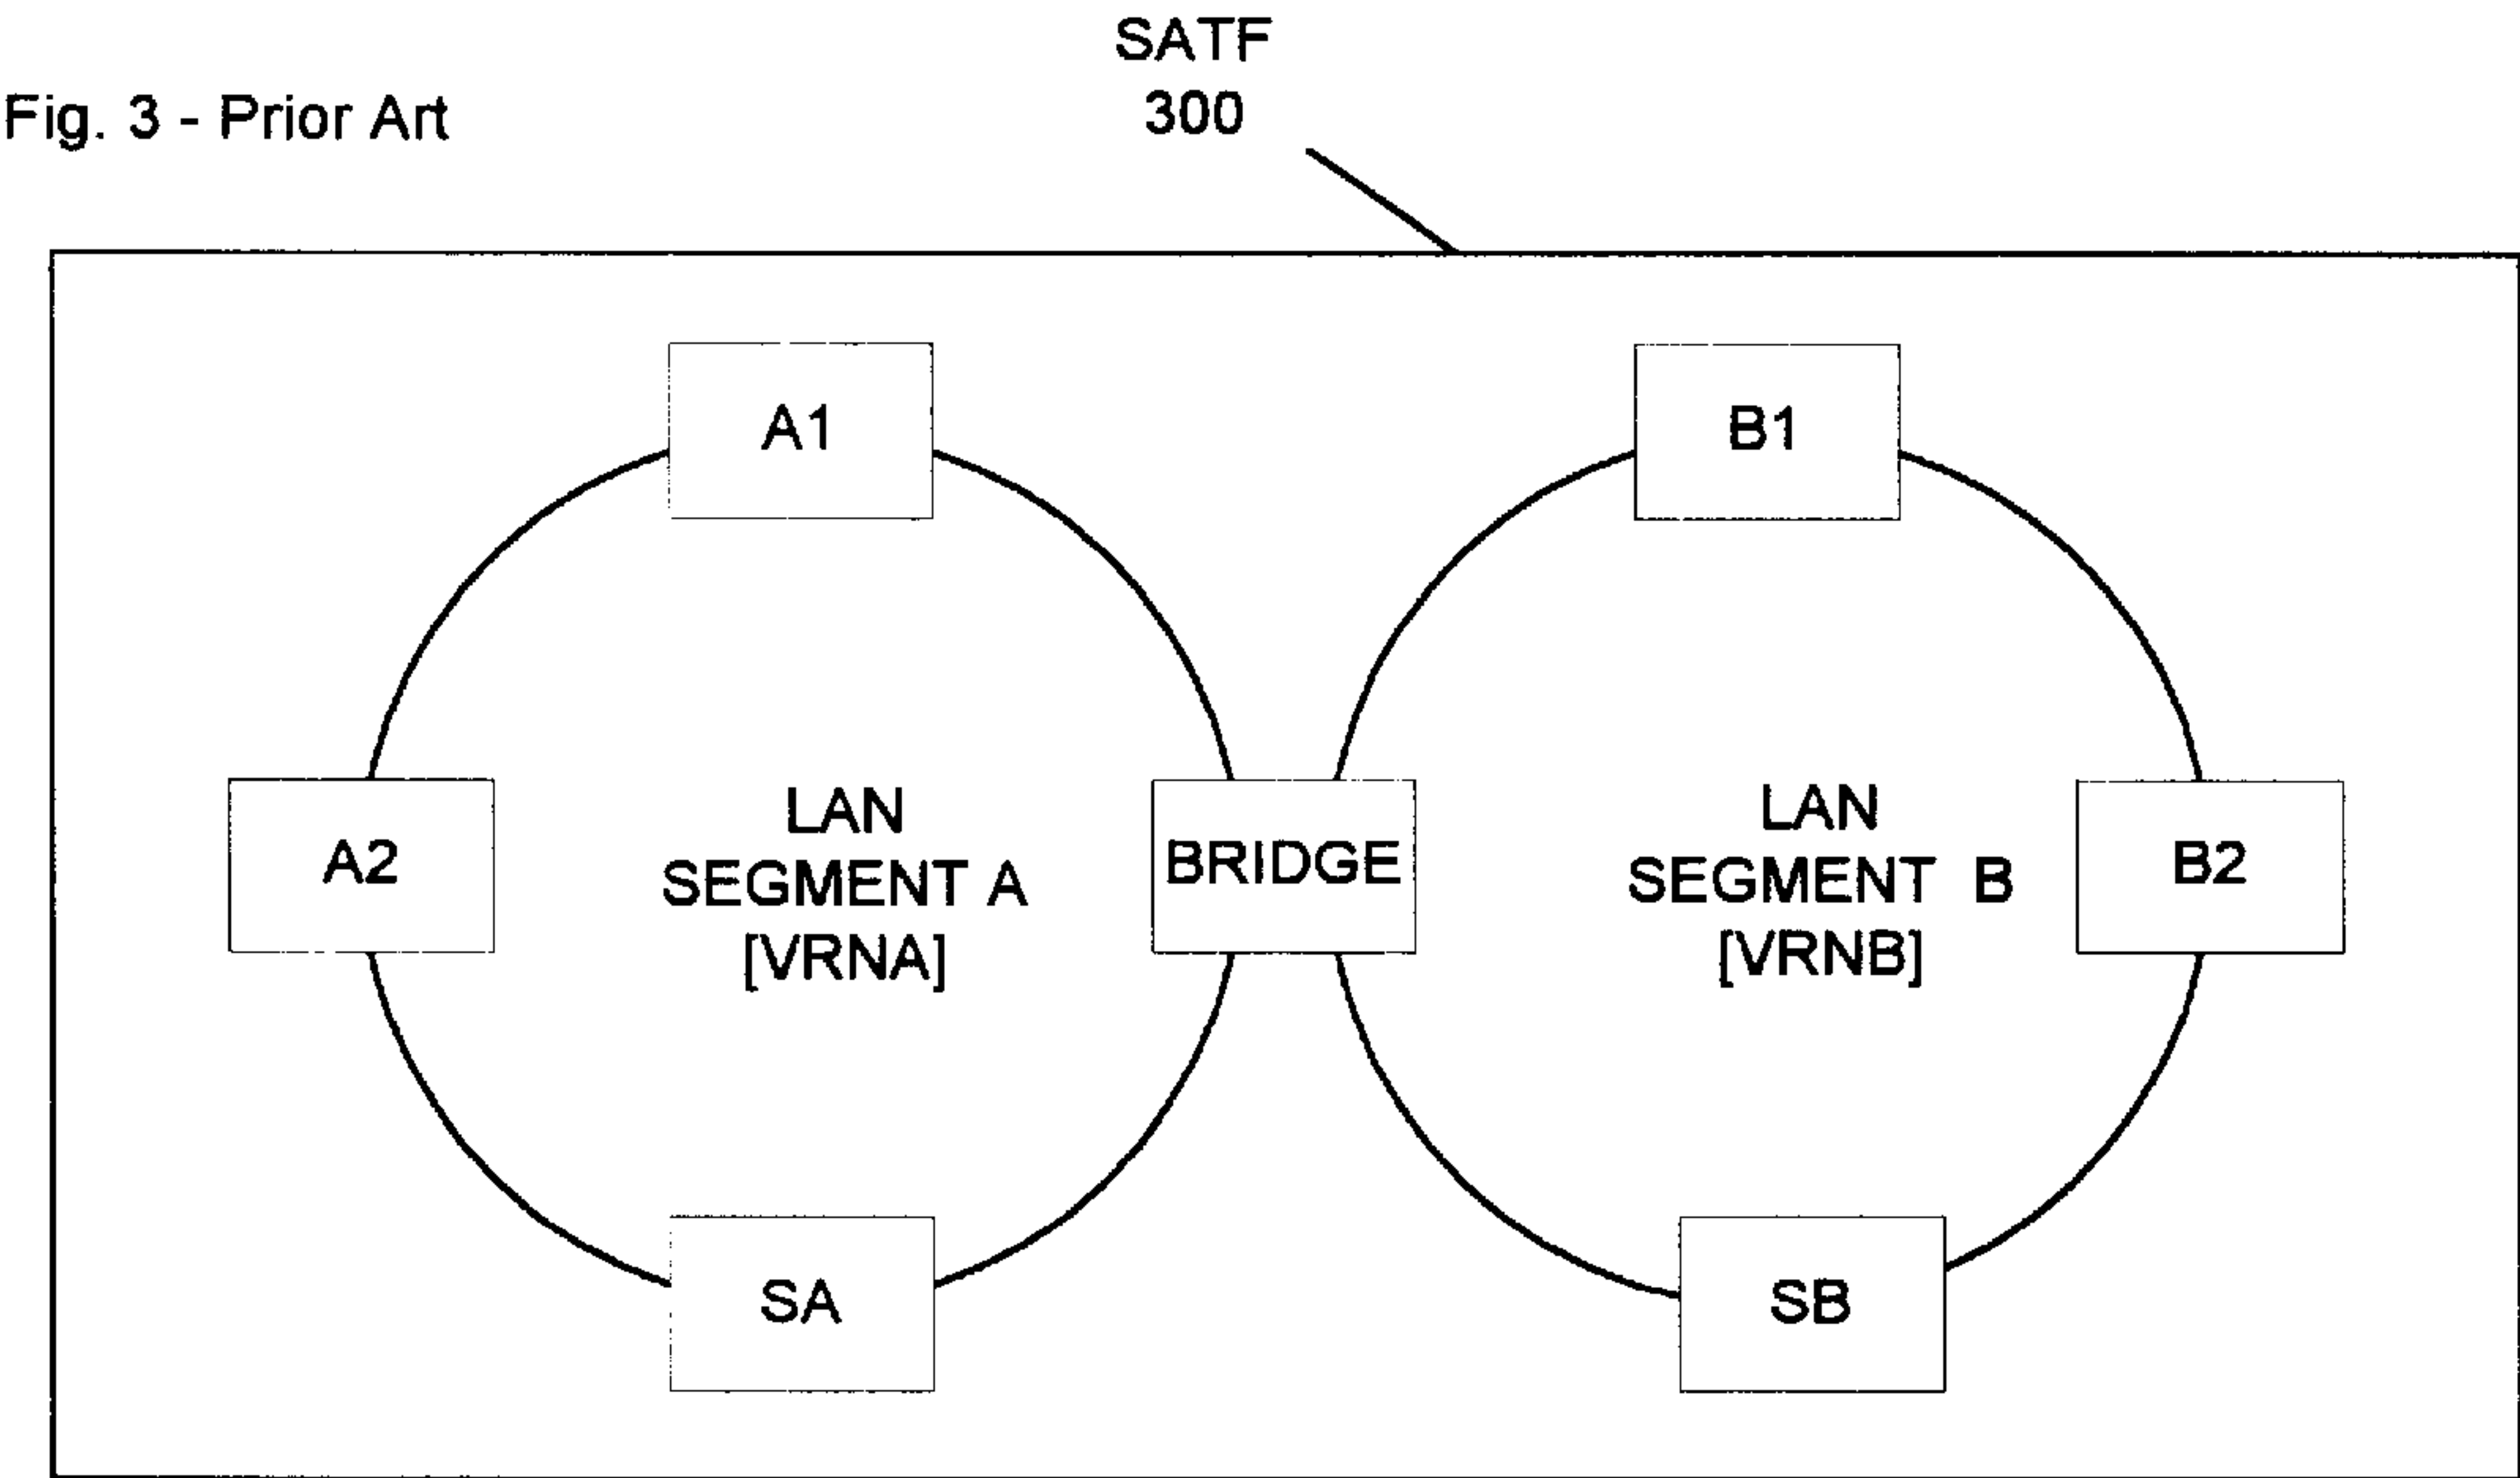 Fig. 3 - Prior Art
SATF
300
A1
B1
A2
LAN
SEGMENT A
[VRNA]
BRIDGE
LAN
SEGMENT B
[VRNB]
B2
SA
SB